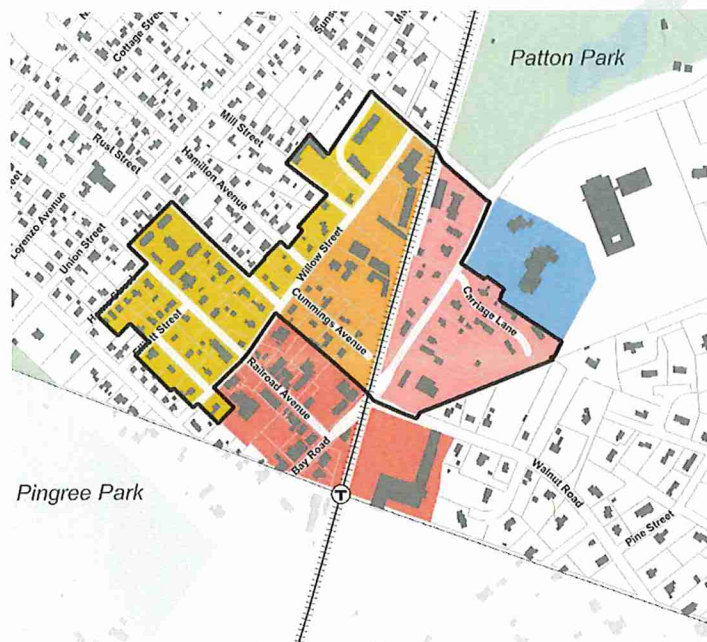 Patton Park
Cottage Street
Mill Street
Rust Street
Hamilton Avenue
Lorenzo Avenue
Union Street
Willow Street
Cummings Avenue
Carriage Lane
Railroad Avenue
Bay Road
Walnut Road
Pine Street
Pingree Park
T